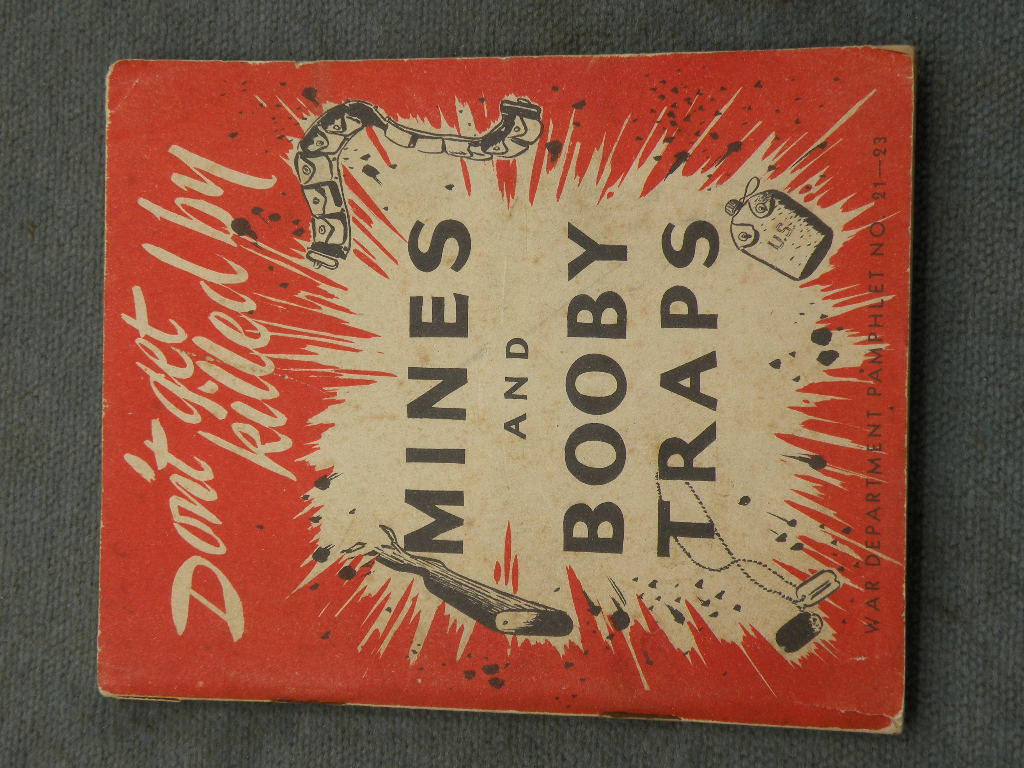 Don't get
killed by
MINES
AND
BOOBY
TRAPS
U.S.
WAR DEPARTMENT PAMPHLET NO. 21—23